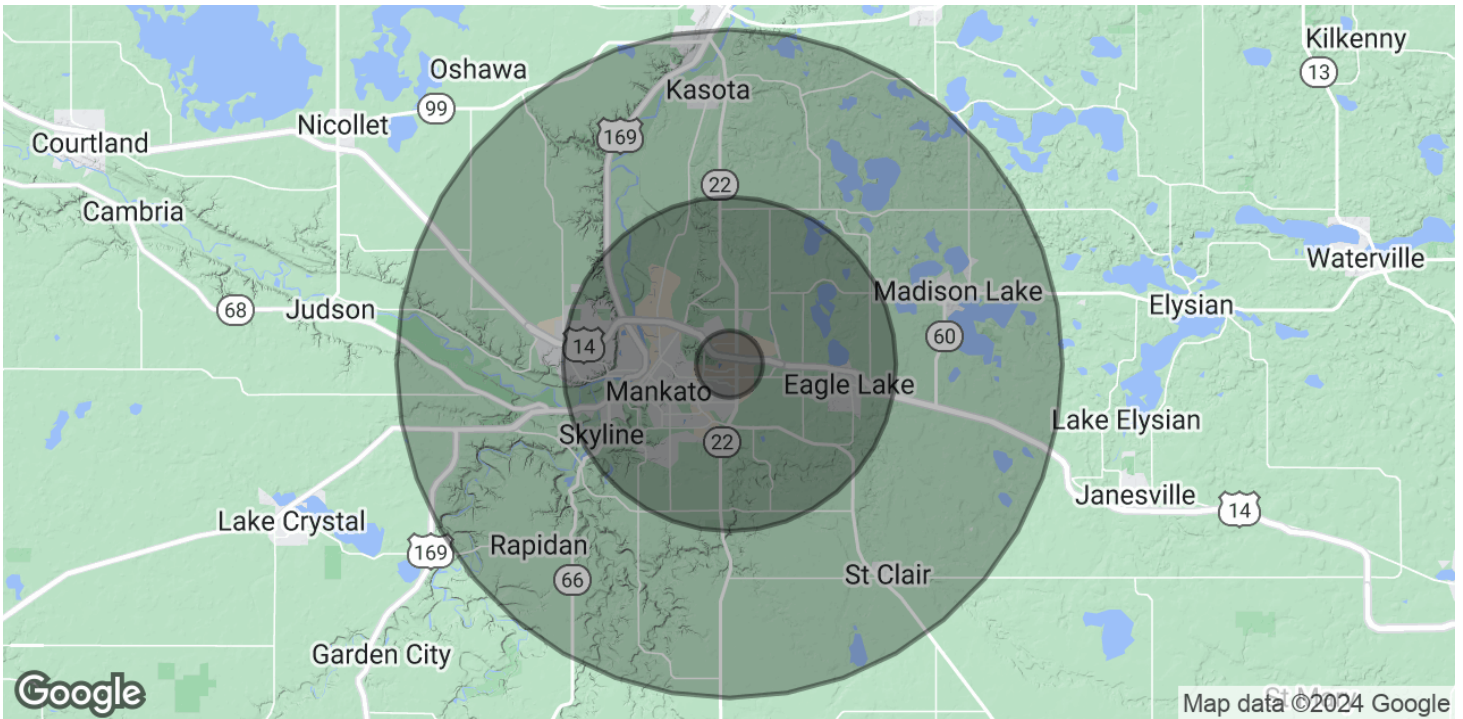 Kilkenny
13
Oshawa
Kasota
99
Nicollet
169
Courtland
22
Cambria
Waterville
Madison Lake
Elysian
68
Judson
60
14
Eagle Lake
Mankato
Lake Elysian
Skyline
22
Janesville
14
Lake Crystal
169
Rapidan
66
St Clair
Garden City
Google
Map data ©2024 Google